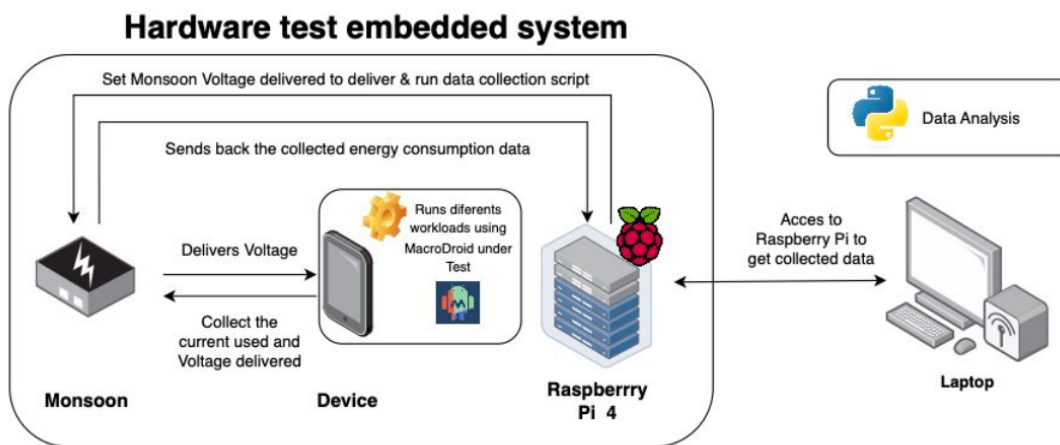 Hardware test embedded system
Set Monsoon Voltage delivered to deliver & run data collection script
Sends back the collected energy consumption data
Data Analysis
Runs diferents
workloads using
MacroDroid under
Test
Delivers Voltage
Collect the
current used and
Voltage delivered
Acces to
Raspberry Pi to
get collected data
Monsoon
Device
Raspberrry
Pi 4
Laptop